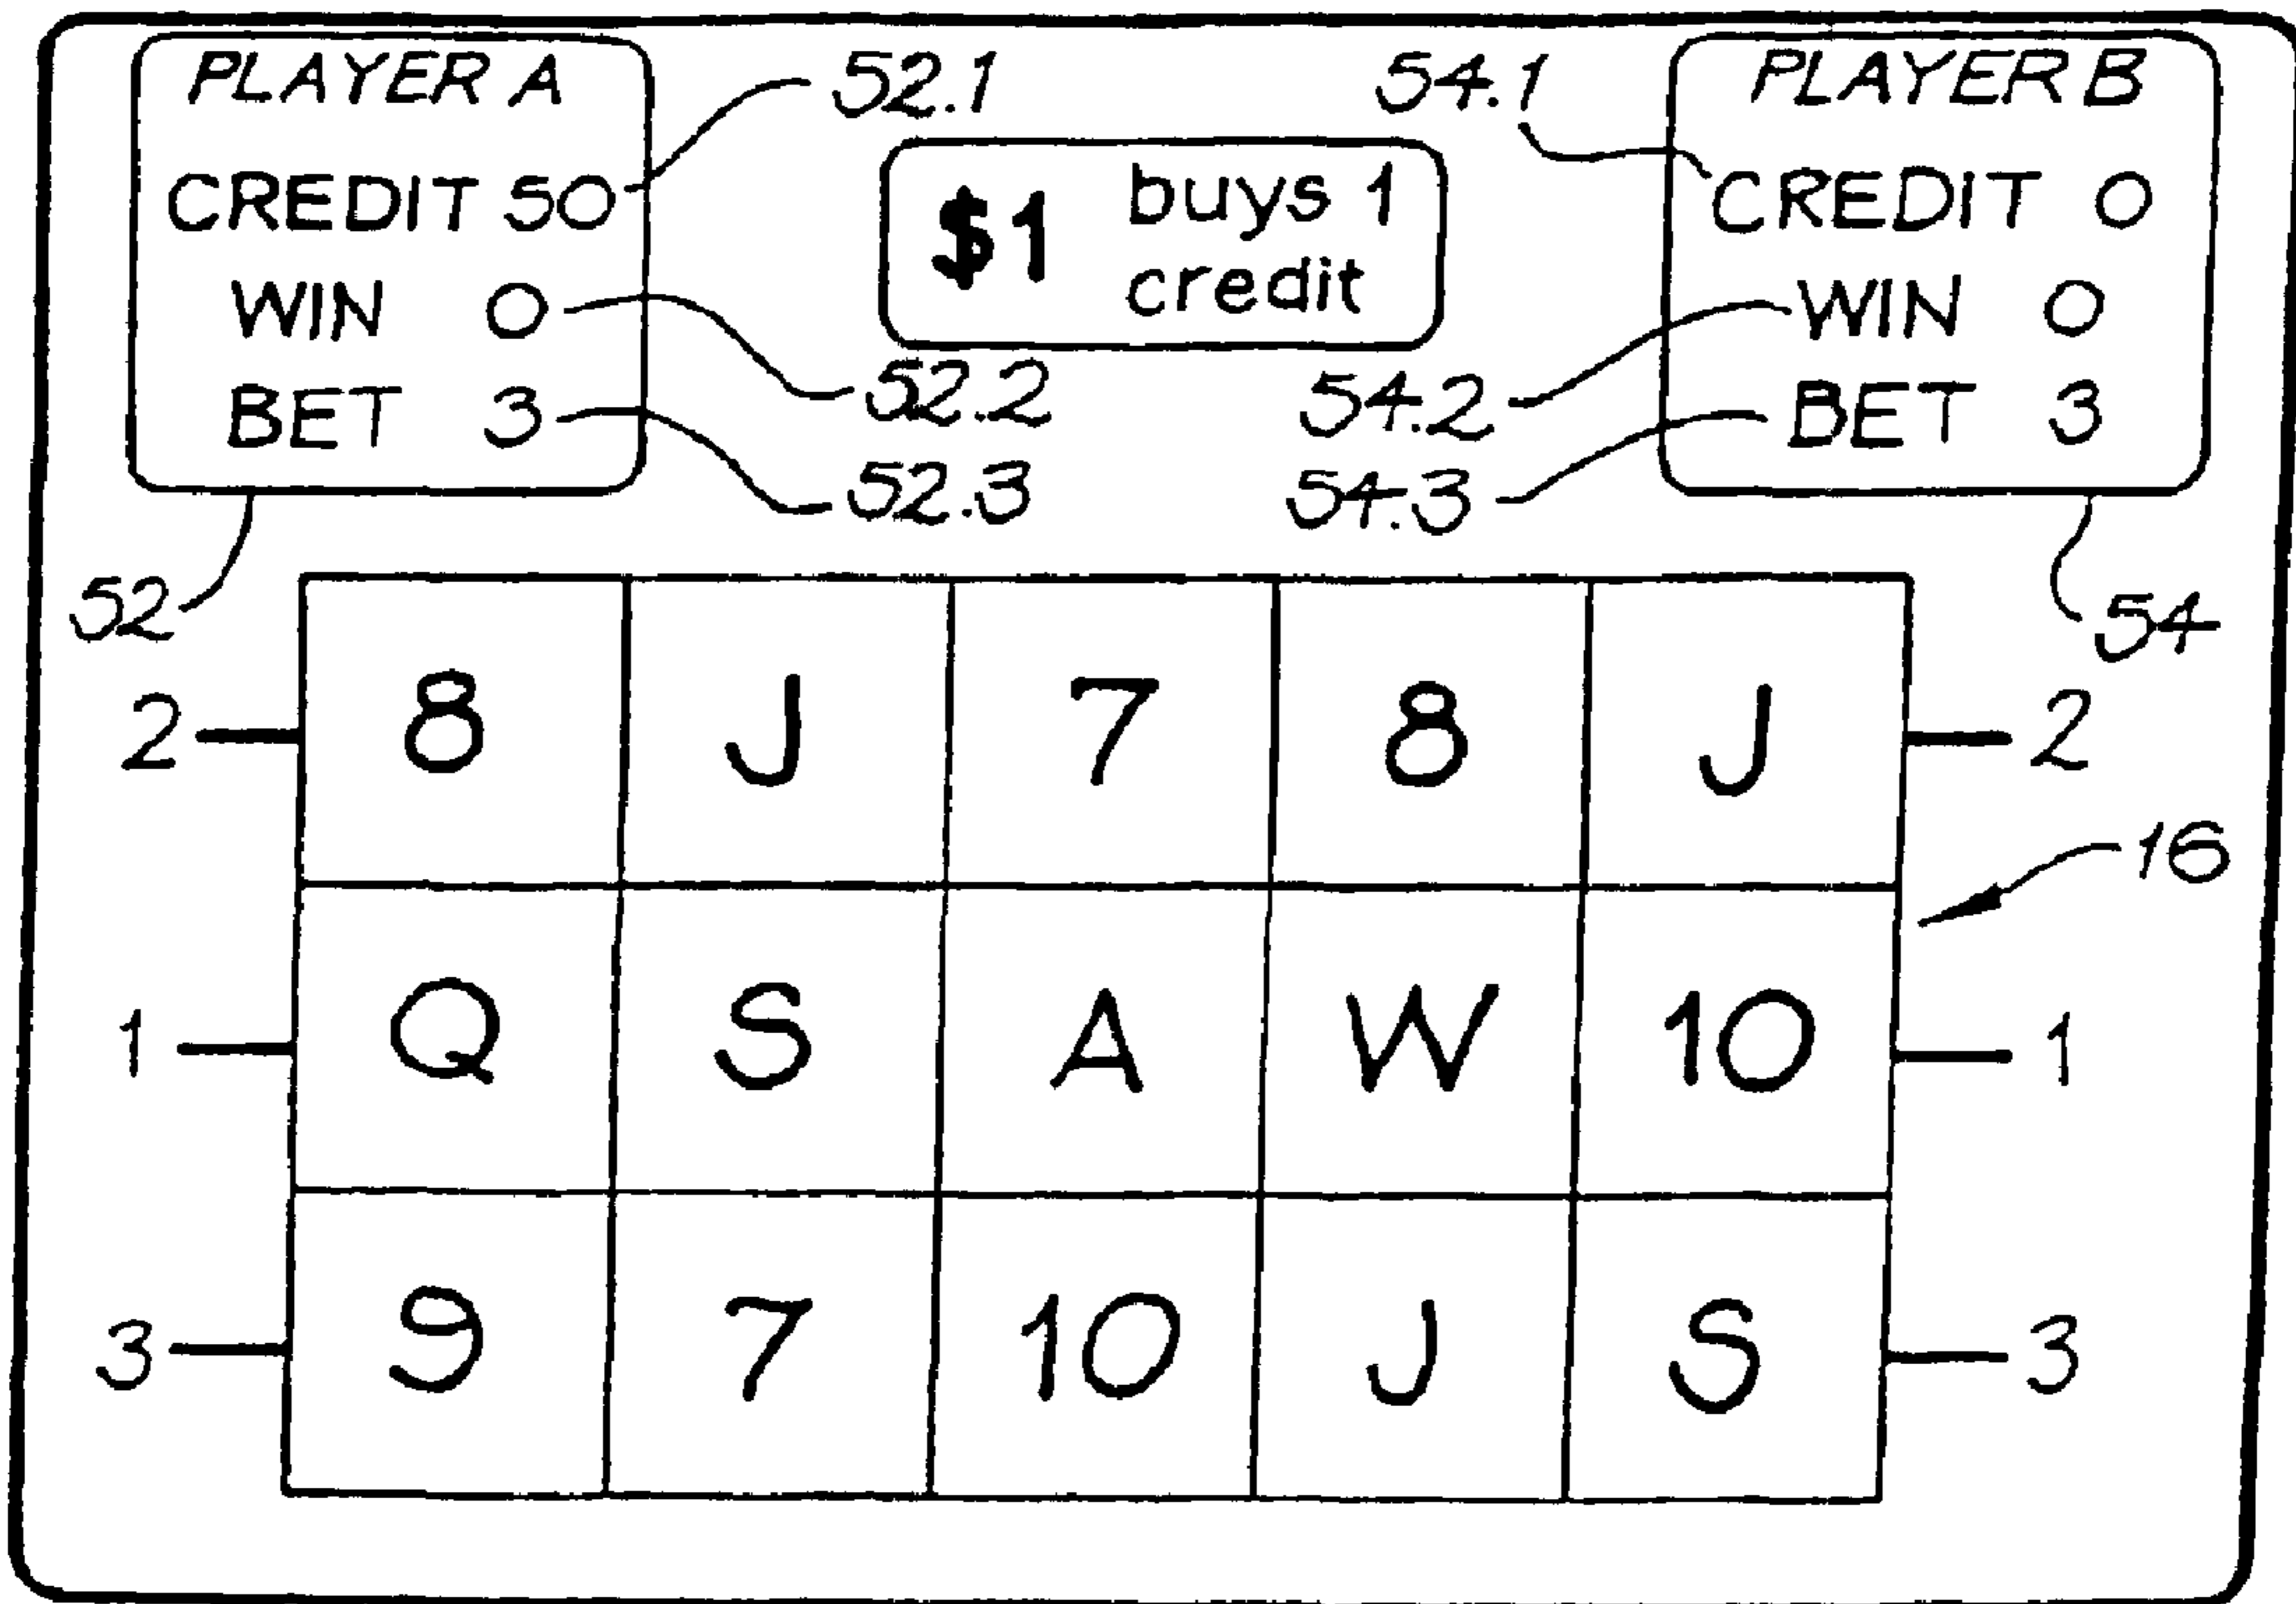 PLAYER A 52.1 54.1 PLAYER B
CREDIT 50 $1 buys 1 CREDIT 0
credit
WIN 0 WIN 0
52.2 54.2
BET 3 BET 3
52.3 54.3
52 54
2 8 J 7 8 J 2
16
1 Q S A W 10 1
3 9 7 10 J S 3